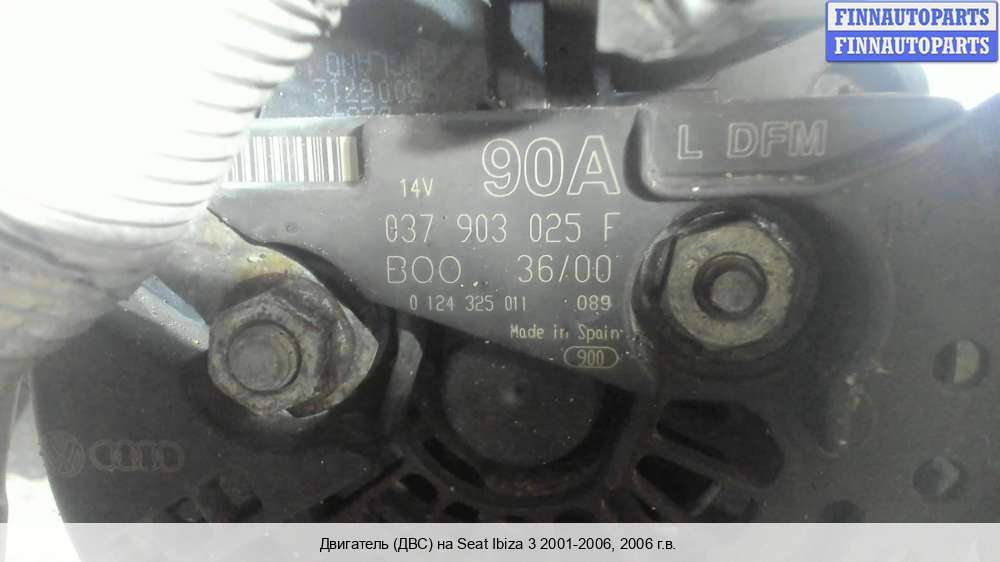 FINNAUTOPARTS
FINNAUTOPARTS
90A
L DFM
14V
037 903 025 F
BOO 36/00
0 124 325 011 089
Made in Spain
900
Двигатель (ДВС) на Seat Ibiza 3 2001-2006, 2006 г.в.